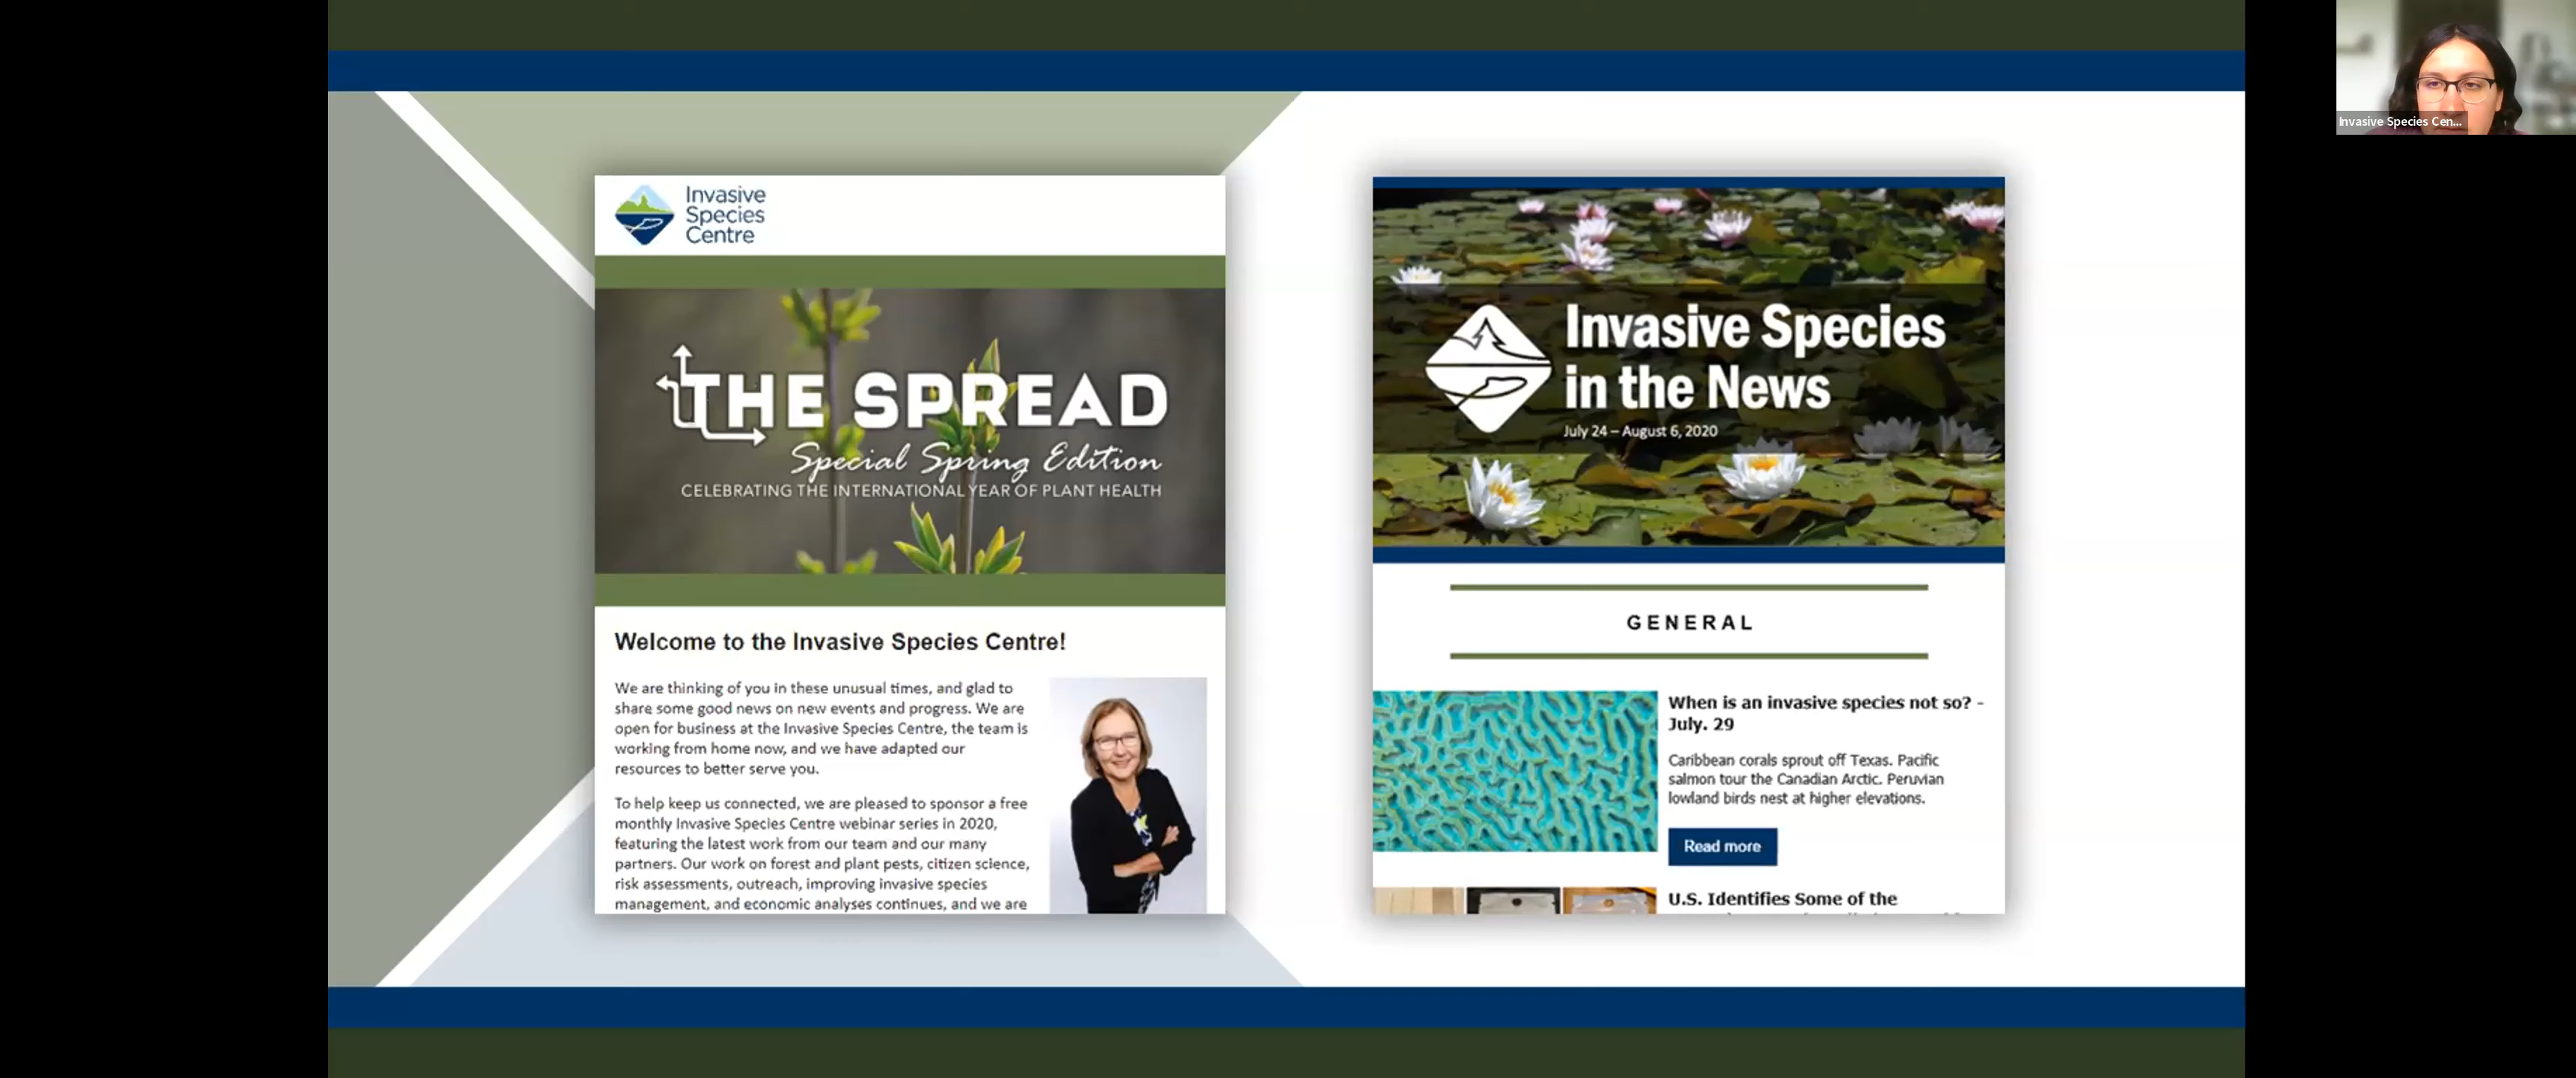 Invasive
Species
Centre
THE SPREAD
Special Spring Edition
CELEBRATING THE INTERNATIONAL YEAR OF PLANT HEALTH
Welcome to the Invasive Species Centre!
We are thinking of you in these unusual times, and glad to
share some good news on new events and progress. We are
open for business at the Invasive Species Centre, the team is
working from home now, and we have adapted our
resources to better serve you.
To help keep us connected, we are pleased to sponsor a free
monthly Invasive Species Centre webinar series in 2020,
featuring the latest work from our team and our many
partners. Our work on forest and plant pests, citizen science,
risk assessments, outreach, improving invasive species
management, and economic analyses continues, and we are
Invasive Species
in the News
July 24 – August 6, 2020
GENERAL
When is an invasive species not so? -
July. 29
Caribbean corals sprout off Texas. Pacific
salmon tour the Canadian Arctic. Peruvian
lowland birds nest at higher elevations.
Read more
U.S. Identifies Some of the
Invasive Species Cen...